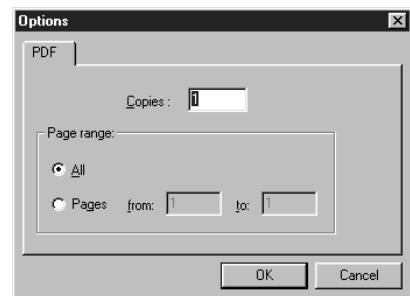 Options
PDF
Copies : 1
Page range:
All
Pages from: 1 to: 1
OK Cancel